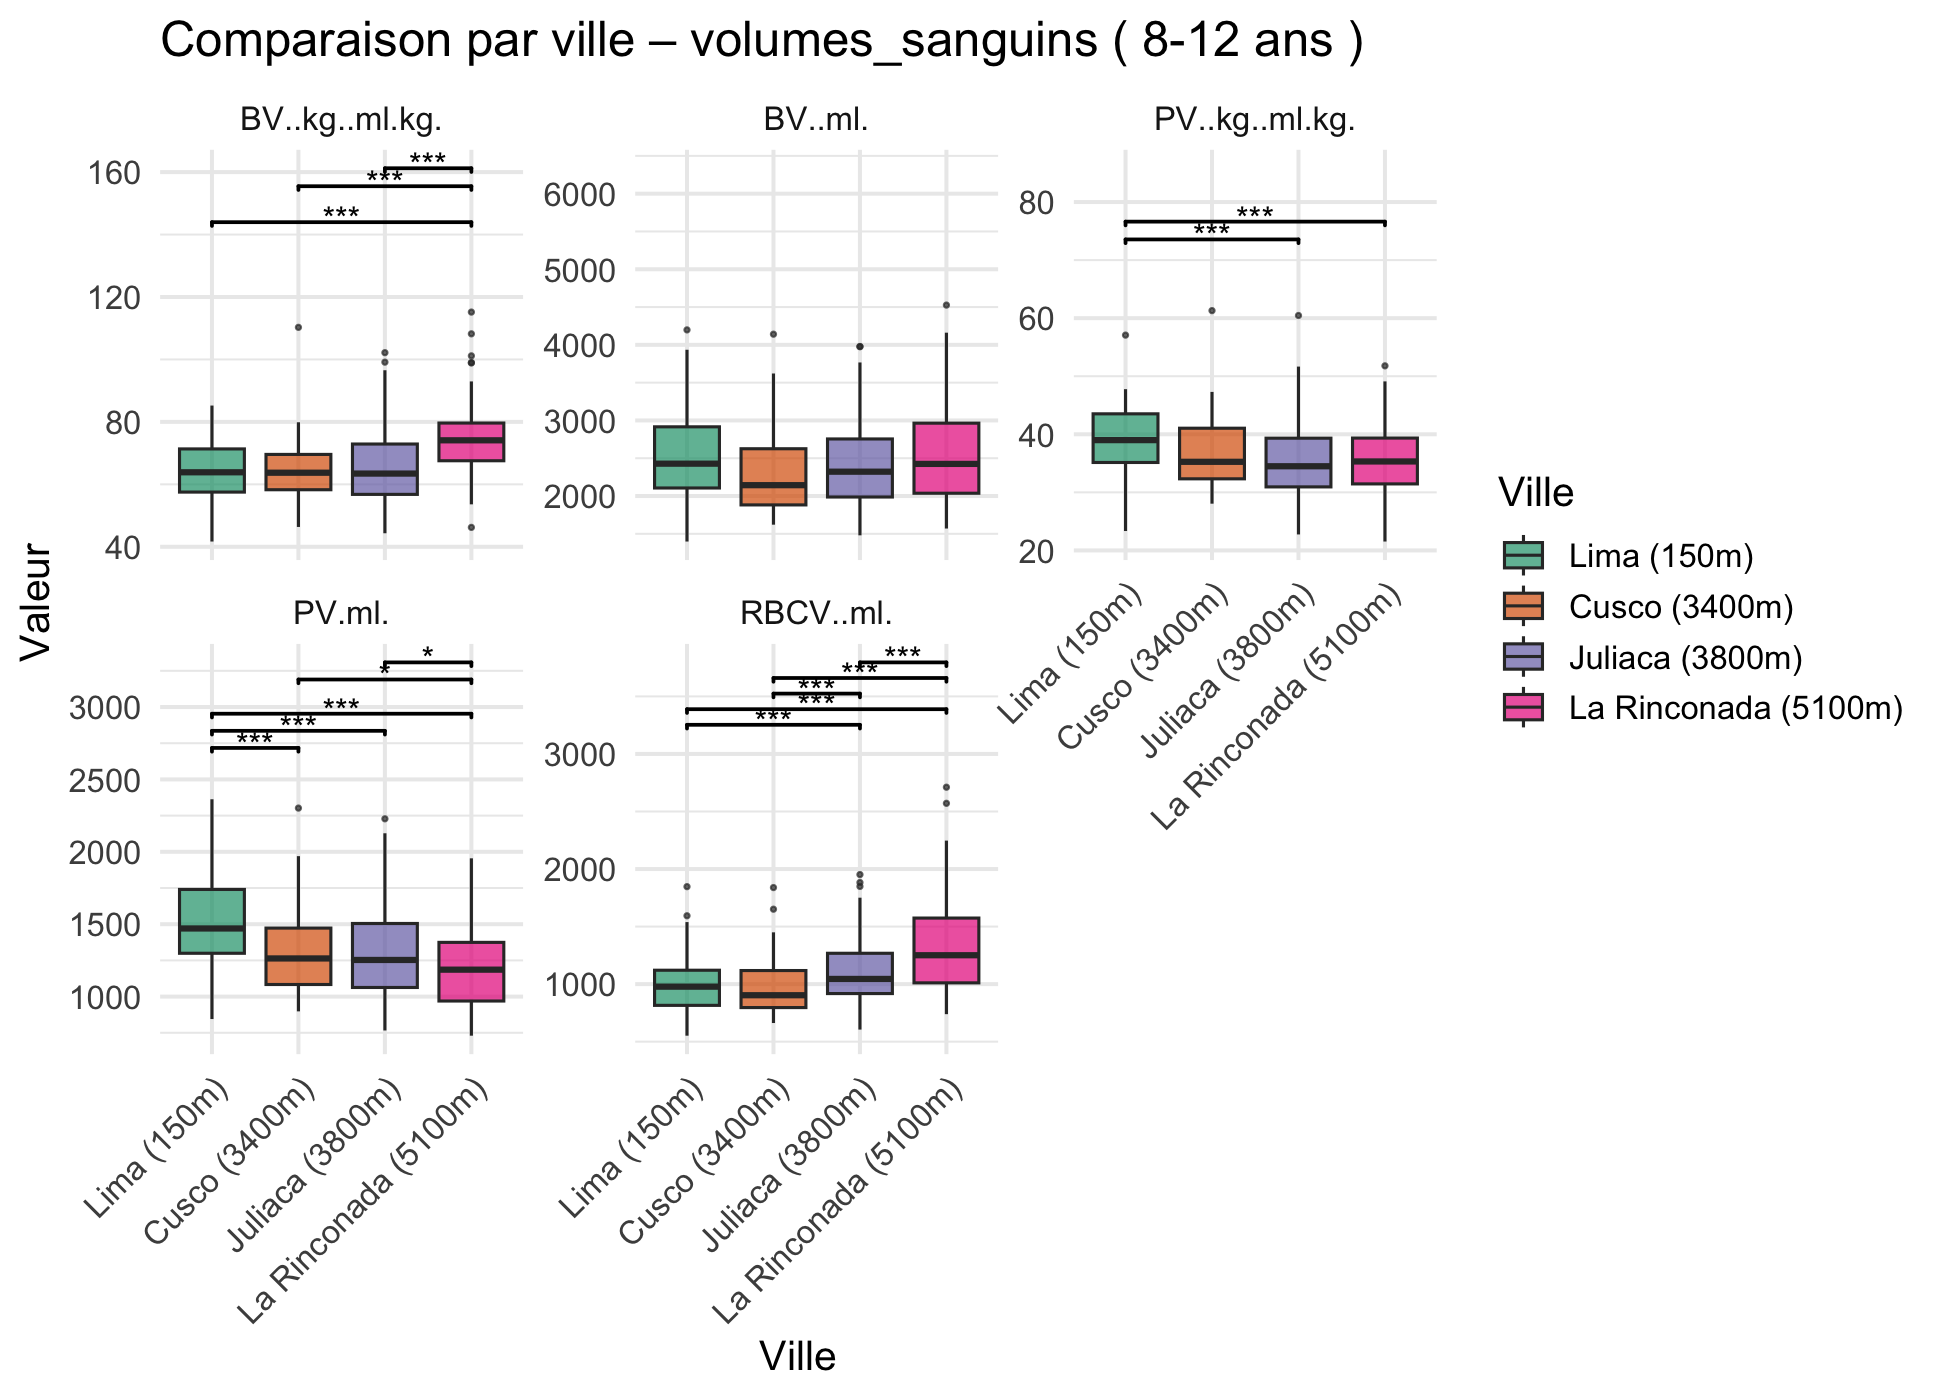 Comparaison par ville – volumes_sanguins ( 8-12 ans )
BV..kg..ml.kg.
160
120
80
40
***
***
***
BV..ml.
6000
5000
4000
3000
2000
PV..kg..ml.kg.
80
60
40
20
***
***
Lima (150m)
Cusco (3400m)
Juliaca (3800m)
La Rinconada (5100m)
Valeur
PV.ml.
3000
2500
2000
1500
1000
*
*
***
***
***
Lima (150m)
Cusco (3400m)
Juliaca (3800m)
La Rinconada (5100m)
RBCV..ml.
3000
2000
1000
***
***
***
***
***
Lima (150m)
Cusco (3400m)
Juliaca (3800m)
La Rinconada (5100m)
Ville
Ville
Lima (150m)
Cusco (3400m)
Juliaca (3800m)
La Rinconada (5100m)